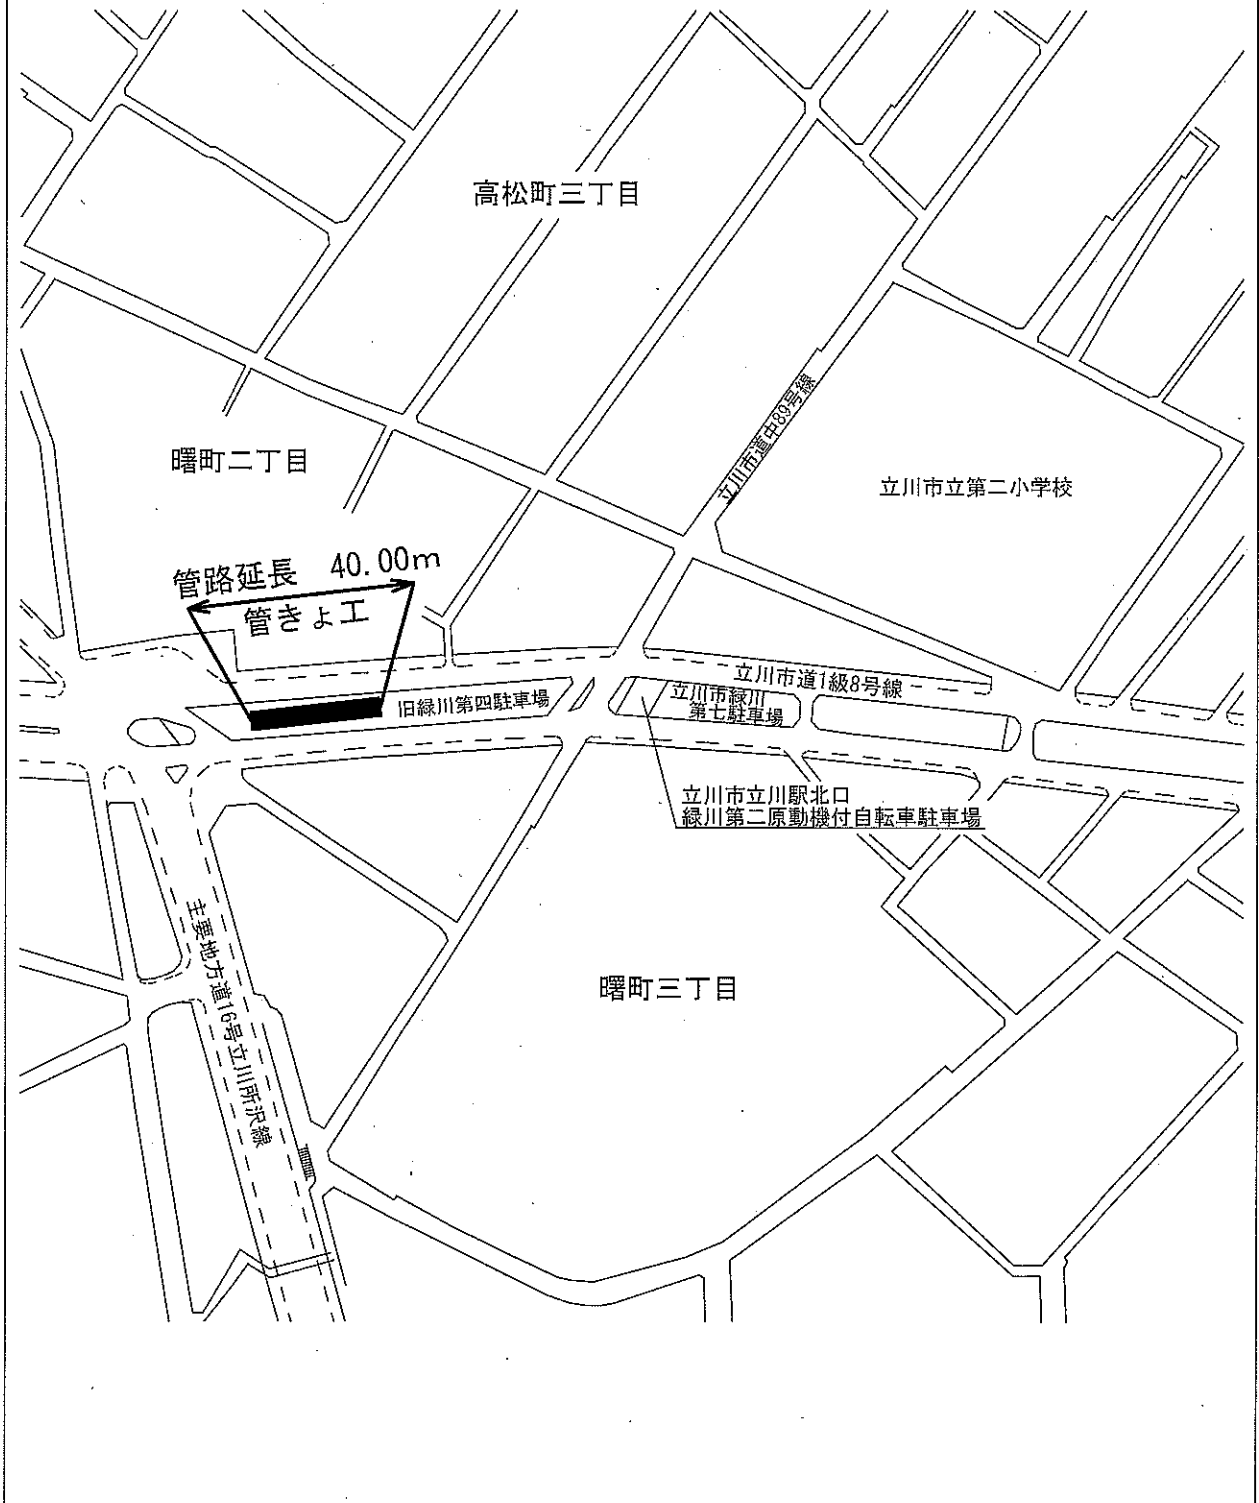 高松町三丁目
立川市道中89号線
曙町二丁目
立川市立第二小学校
管路延長 40.00m
管きょ工
立川市道1級8号線
旧緑川第四駐車場
立川市緑川
第七駐車場
立川市立川駅北口
緑川第二原動機付自転車駐車場
主要地方道16号立川所沢線
曙町三丁目